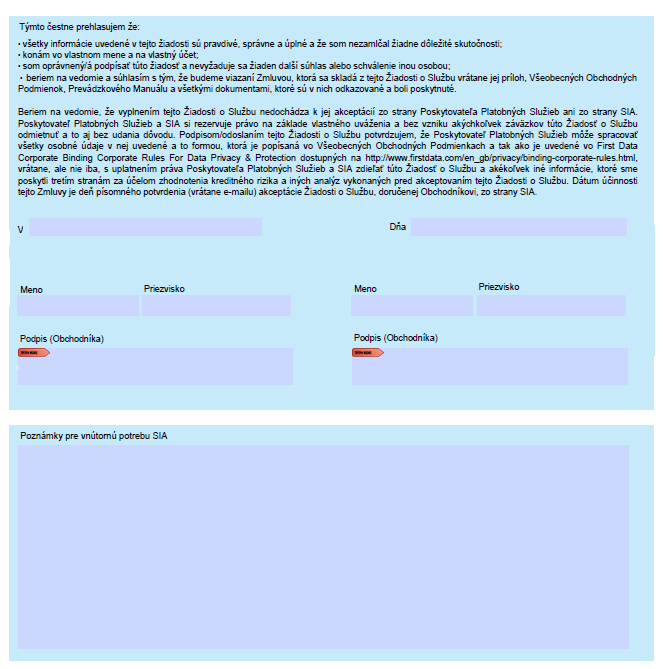 Týmto čestne prehlasujem že:
· všetky informácie uvedené v tejto žiadosti sú pravdivé, správne a úplné a že som nezamlčal žiadne dôležité skutočnosti;
· konám vo vlastnom mene a na vlastný účet;
· som oprávnený/á podpísať túto žiadosť a nevyžaduje sa žiaden další súhlas alebo schválenie inou osobou;
· beriem na vedomie a súhlasím s tým, že budeme viazaní Zmluvou, ktorá sa skladá z tejto Žiadosti o Službu vrátane jej príloh, Všeobecných Obchodných
Podmienok, Prevádzkového Manuálu a všetkými dokumentami, ktoré sú v nich odkazované a boli poskytnuté.
Beriem na vedomie, že vyplnením tejto Žiadosti o Službu nedochádza k jej akceptácií zo strany Poskytovateľa Platobných Služieb ani zo strany SIA.
Poskytovateľ Platobných Služieb a SIA si rezervuje právo na základe vlastného uváženia a bez vzniku akýchkoľvek záväzkov túto Žiadosť o Službu
odmietnuť a to aj bez udania dôvodu. Podpisom/odoslaním tejto Žiadosti o Službu potvrdzujem, že Poskytovateľ Platobných Služieb môže spracovať
všetky osobné údaje v nej uvedené a to formou, ktorá je popísaná vo Všeobecných Obchodných Podmienkach a tak ako je uvedené vo First Data
Corporate Binding Corporate Rules For Data Privacy & Protection dostupných na http://www.firstdata.com/en_gb/privacy/binding-corporate-rules.html,
vrátane, ale nie iba, s uplatnením práva Poskytovateľa Platobných Služieb a SIA zdieľať túto Žiadosť o Službu a akékoľvek iné informácie, ktoré sme
poskytli tretím stranám za účelom zhodnotenia kreditného rizika a iných analýz vykonaných pred akceptovaním tejto Žiadosti o Službu. Dátum účinnosti
tejto Zmluvy je deň písomného potvrdenia (vrátane e-mailu) akceptácie Žiadosti o Službu, doručenej Obchodníkovi, zo strany SIA.
V Dňa
Meno Priezvisko Meno Priezvisko
Podpis (Obchodníka) Podpis (Obchodníka)
Poznámky pre vnútornú potrebu SIA